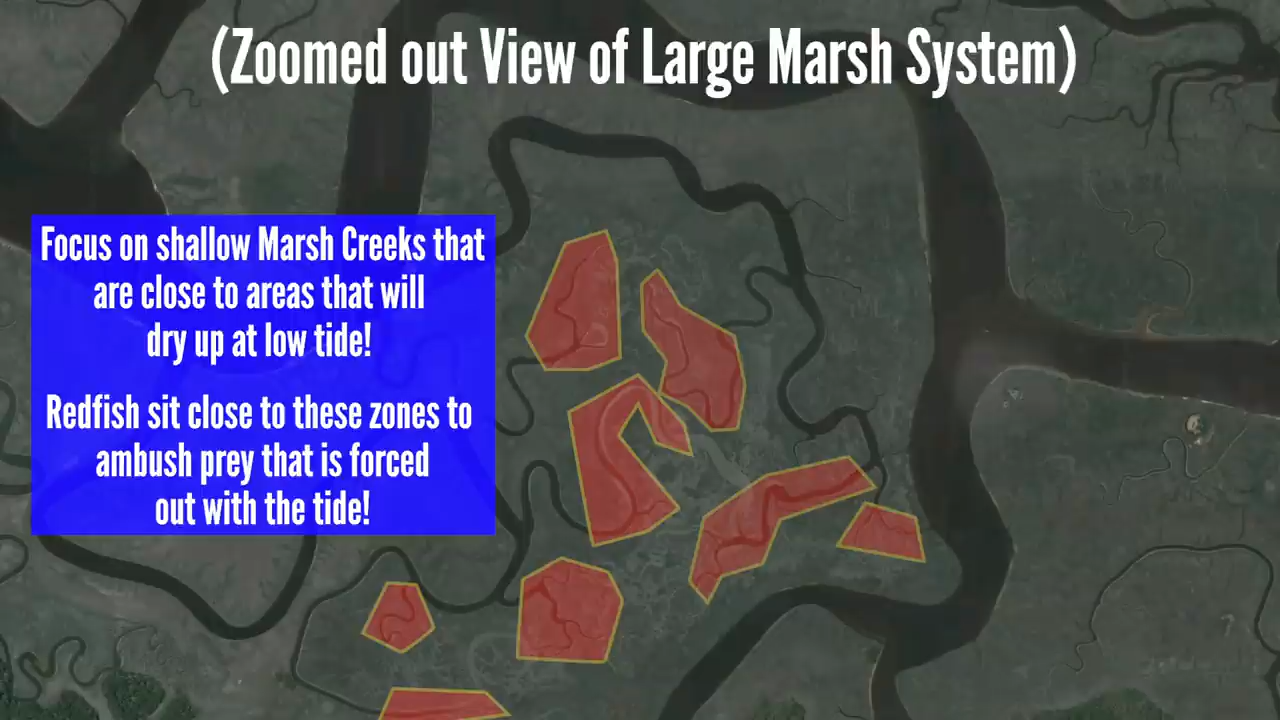 (Zoomed out View of Large Marsh System)
Focus on shallow Marsh Creeks that
are close to areas that will
dry up at low tide!
Redfish sit close to these zones to
ambush prey that is forced
out with the tide!